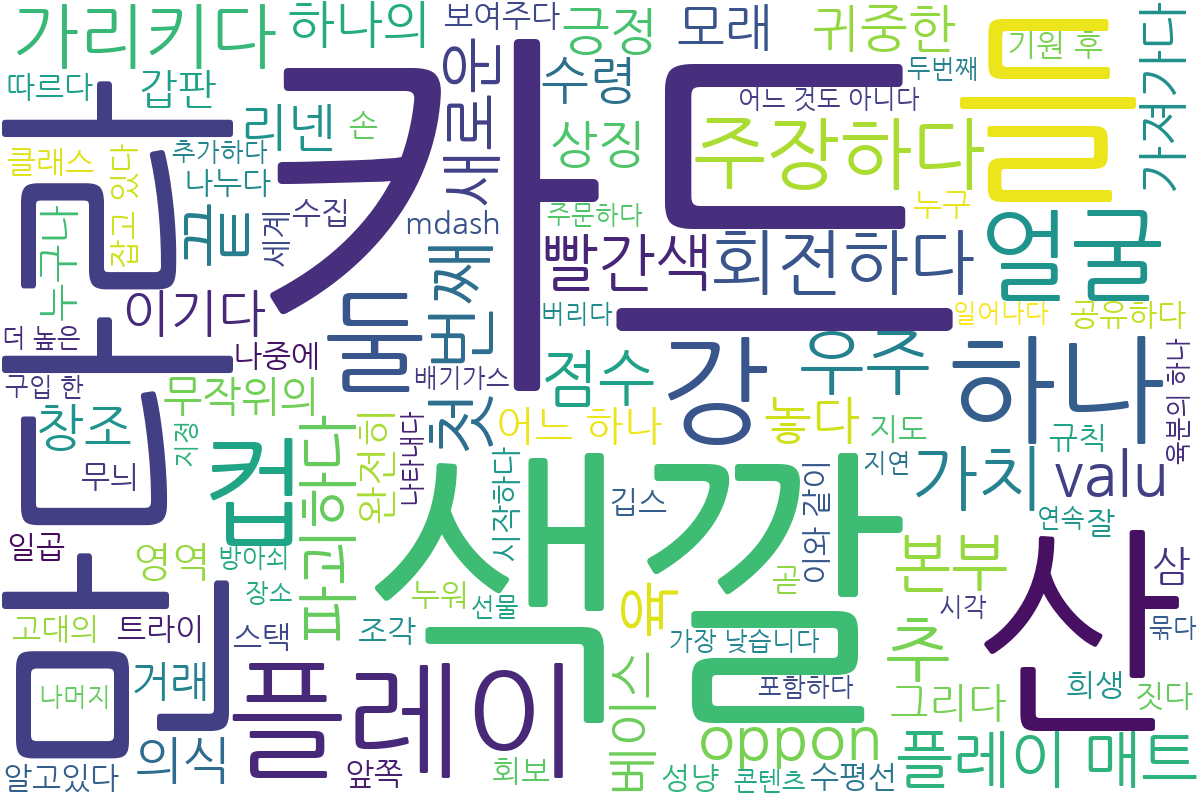 가리키다
하나의
보여주다
긍정
모래
귀중한
기원 후
가져가다
따르다
갑판
리넨
손
새로운
수령
두번째
어느 것도 아니다
들
클래스
잡고 있다
추가하다
나누다
상징
주장하다
카드
혼
누구나
끝
세계
수집
mdash
주문하다
누구
얼굴
이기다
둘
첫 번째
빨간색
회전하다
버리다
일어나다
공유하다
더 높은
나중에
배기가스
점수
강
우주
하나
육분의 하나
구입 한
무작위의
창조
지정
무늬
컵
파괴하다
완전히
나타내다
어느 하나
놓다
지도
규칙
시작하다
색깔
깁스
이와 같이
지연
가치
valu
연속
잘
일곱
영역
방아쇠
장소
누워
선물
곧
본부
산
삼
시각
묶다
고대의
트라이
스택
조각
가장 낮습니다
추
나머지
거래
플레이
베이스
포함하다
그리다
희생
짓다
알고있다
의식
앞쪽
회보
oppon
성냥
콘텐츠
수평선
플레이 매트